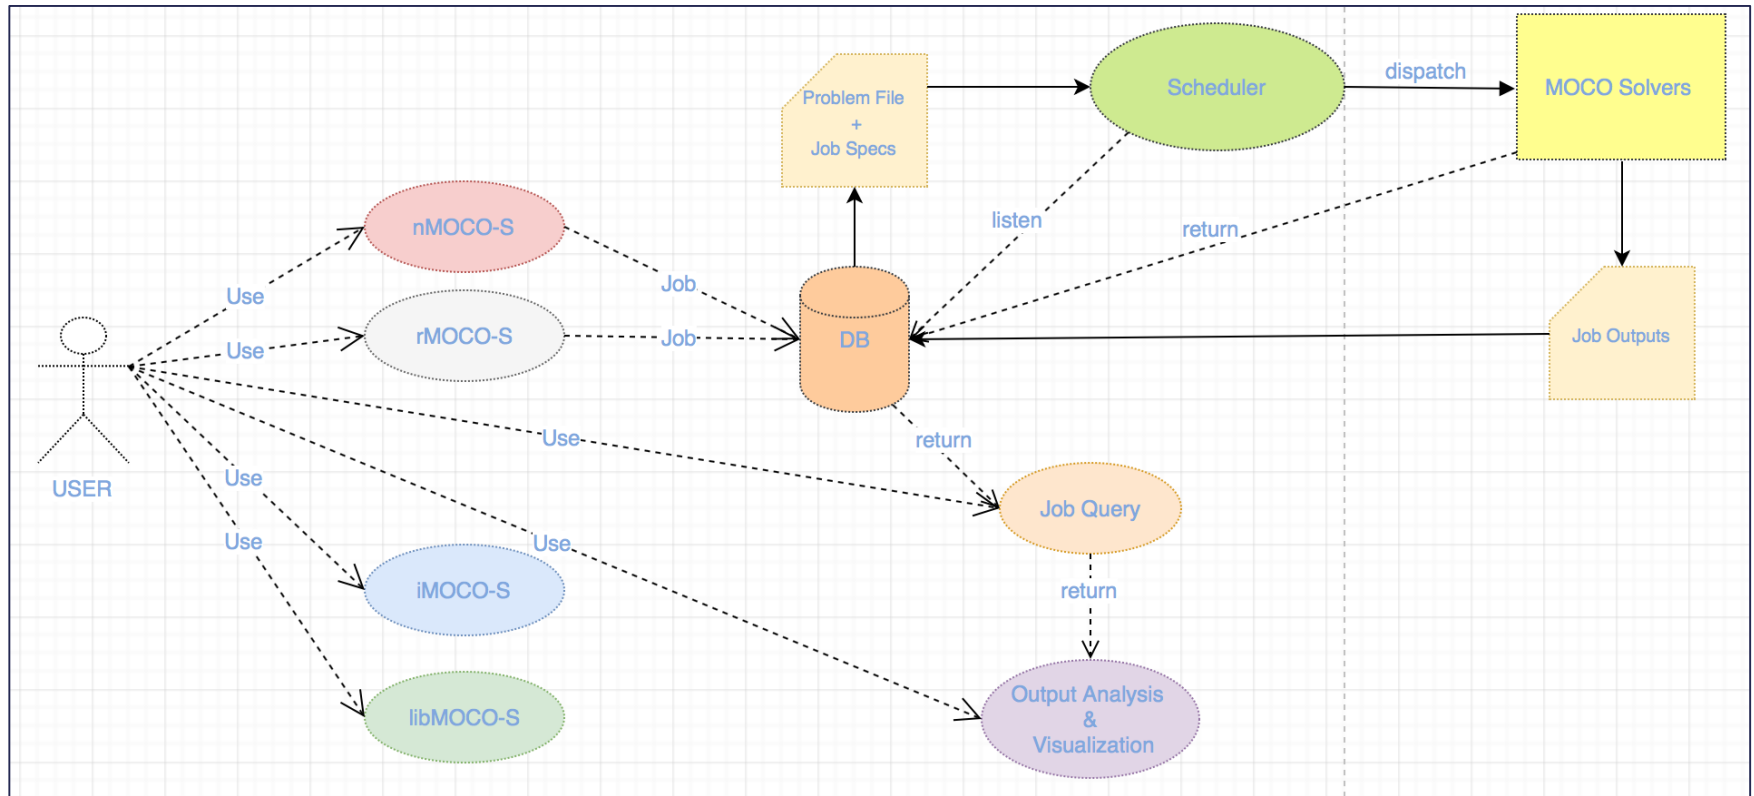 Scheduler
dispatch
MOCO Solvers
Problem File
+
Job Specs
nMOCO-S
listen
return
Job
Use
rMOCO-S
Job
DB
Job Outputs
Use
USER
Use
return
Job Query
Use
Use
Use
iMOCO-S
return
libMOCO-S
Output Analysis
&
Visualization